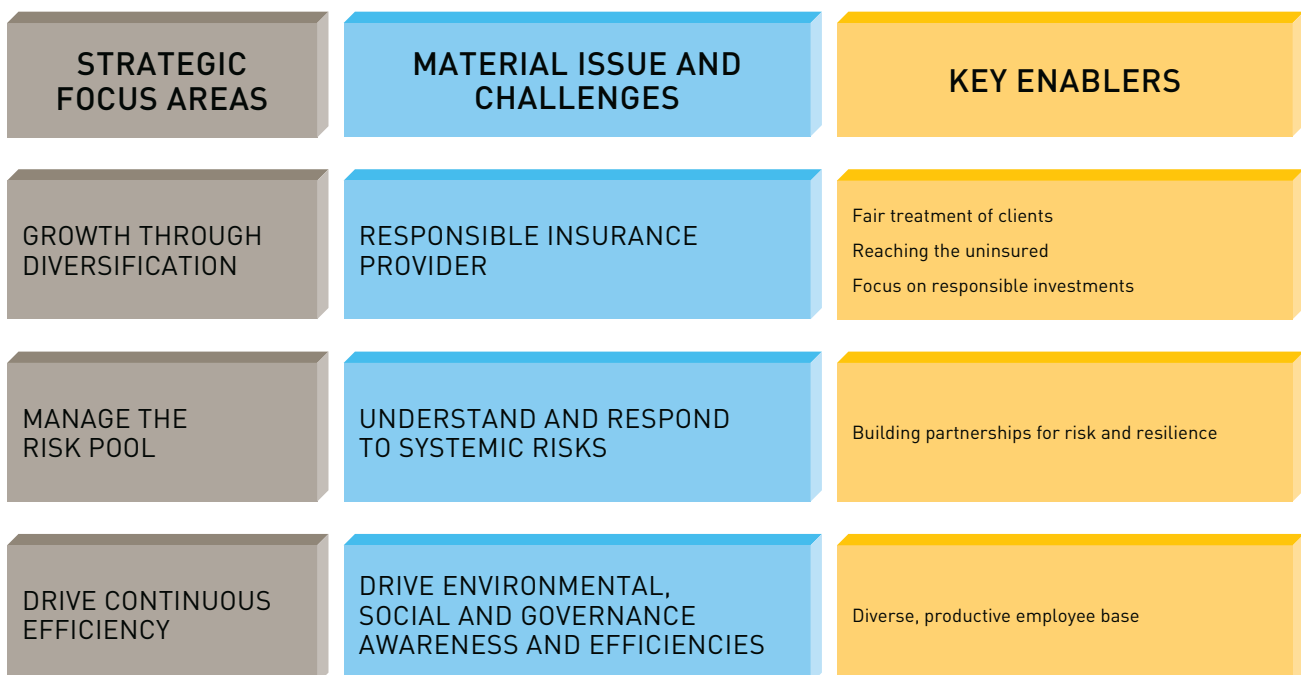 STRATEGIC
FOCUS AREAS
MATERIAL ISSUE AND
CHALLENGES
KEY ENABLERS
GROWTH THROUGH
DIVERSIFICATION
RESPONSIBLE INSURANCE
PROVIDER
Fair treatment of clients
Reaching the uninsured
Focus on responsible investments
MANAGE THE
RISK POOL
UNDERSTAND AND RESPOND
TO SYSTEMIC RISKS
Building partnerships for risk and resilience
DRIVE CONTINUOUS
EFFICIENCY
DRIVE ENVIRONMENTAL,
SOCIAL AND GOVERNANCE
AWARENESS AND EFFICIENCIES
Diverse, productive employee base